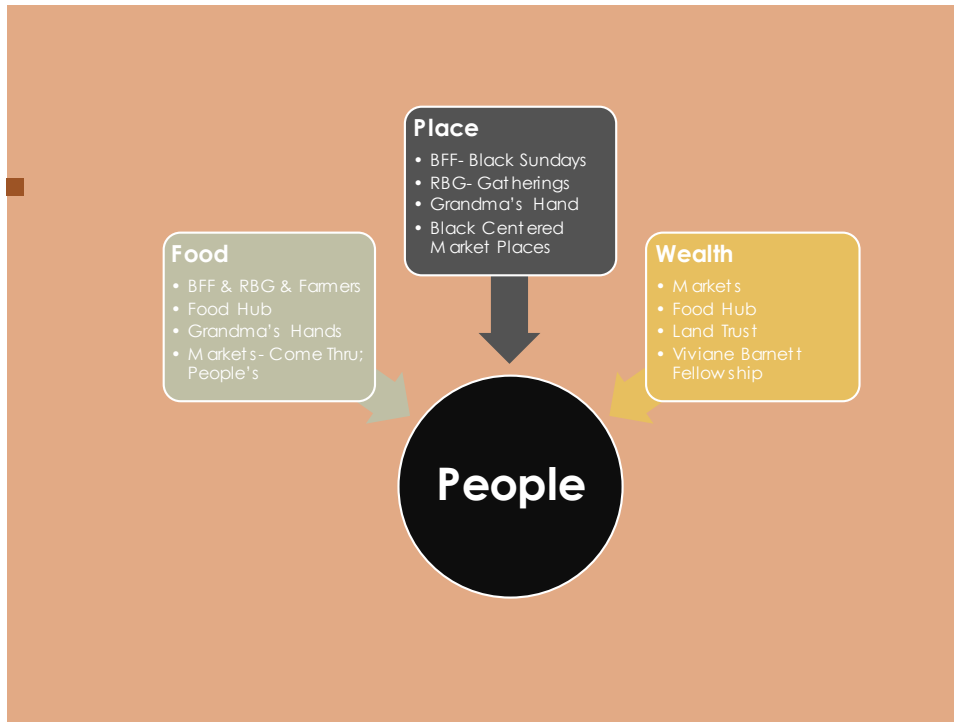 Place
• BFF- Black Sundays
• RBG- Gatherings
• Grandma's Hand
• Black Centered
Market Places
Food
• BFF & RBG & Farmers
• Food Hub
• Grandma's Hands
• Markets- Come Thru;
People's
Wealth
• Markets
• Food Hub
• Land Trust
• Viviane Barnett
Fellowship
People